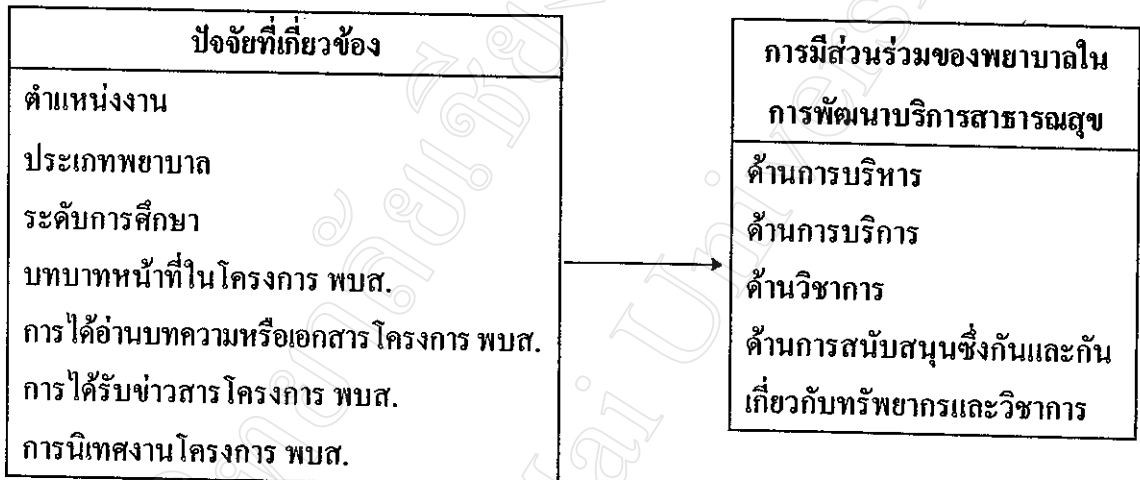 ปัจจัยที่เกี่ยวข้อง
ตำแหน่งงาน
ประเภทพยาบาล
ระดับการศึกษา
บทบาทหน้าที่ในโครงการ พบส.
การได้อ่านบทความหรือเอกสารโครงการ พบส.
การได้รับข่าวสารโครงการ พบส.
การนิเทศงานโครงการ พบส.
การมีส่วนร่วมของพยาบาลใน
การพัฒนาบริการสาธารณสุข
ด้านการบริหาร
ด้านการบริการ
ด้านวิชาการ
ด้านการสนับสนุนซึ่งกันและกัน
เกี่ยวกับทรัพยากรและวิชาการ